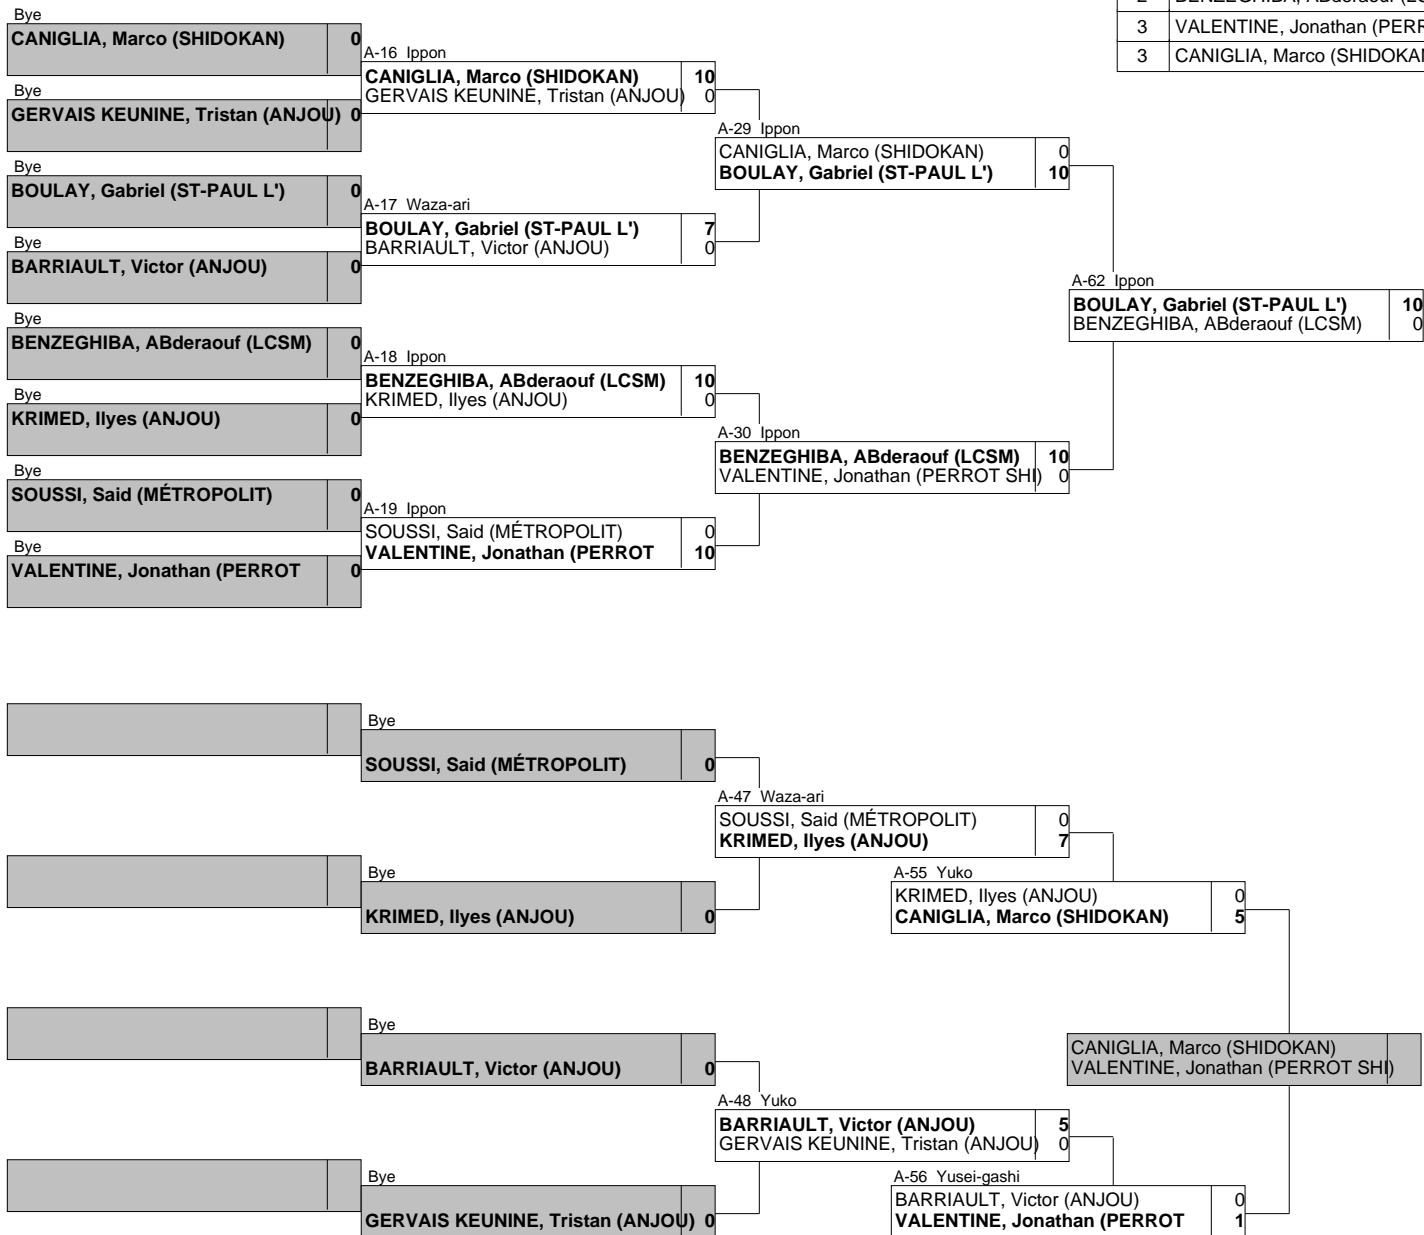 Bye
CANIGLIA, Marco (SHIDOKAN) 0
Bye
GERVAIS KEUNINE, Tristan (ANJOU) 0
Bye
BOULAY, Gabriel (ST-PAUL L') 0
Bye
BARRIAULT, Victor (ANJOU) 0
Bye
BENZEGHIBA, ABderaouf (LCSM) 0
Bye
KRIMED, Ilyes (ANJOU) 0
Bye
SOUSSI, Said (MÉTROPOLIT) 0
Bye
VALENTINE, Jonathan (PERROT 0
A-16 Ippon
CANIGLIA, Marco (SHIDOKAN) 10
GERVAIS KEUNINE, Tristan (ANJOU) 0
A-17 Waza-ari
BOULAY, Gabriel (ST-PAUL L') 7
BARRIAULT, Victor (ANJOU) 0
A-18 Ippon
BENZEGHIBA, ABderaouf (LCSM) 10
KRIMED, Ilyes (ANJOU) 0
A-19 Ippon
SOUSSI, Said (MÉTROPOLIT) 0
VALENTINE, Jonathan (PERROT 10
A-29 Ippon
CANIGLIA, Marco (SHIDOKAN) 0
BOULAY, Gabriel (ST-PAUL L') 10
A-30 Ippon
BENZEGHIBA, ABderaouf (LCSM) 10
VALENTINE, Jonathan (PERROT SHI) 0
A-62 Ippon
BOULAY, Gabriel (ST-PAUL L') 10
BENZEGHIBA, ABderaouf (LCSM) 0
3 VALENTINE, Jonathan (PERR
3 CANIGLIA, Marco (SHIDOKAN
Bye
SOUSSI, Said (MÉTROPOLIT) 0
Bye
KRIMED, Ilyes (ANJOU) 0
Bye
BARRIAULT, Victor (ANJOU) 0
Bye
GERVAIS KEUNINE, Tristan (ANJOU) 0
A-47 Waza-ari
SOUSSI, Said (MÉTROPOLIT) 0
KRIMED, Ilyes (ANJOU) 7
A-48 Yuko
BARRIAULT, Victor (ANJOU) 5
GERVAIS KEUNINE, Tristan (ANJOU) 0
A-55 Yuko
KRIMED, Ilyes (ANJOU) 0
CANIGLIA, Marco (SHIDOKAN) 5
A-56 Yusei-gashi
BARRIAULT, Victor (ANJOU) 0
VALENTINE, Jonathan (PERROT 1
CANIGLIA, Marco (SHIDOKAN)
VALENTINE, Jonathan (PERROT SHI)